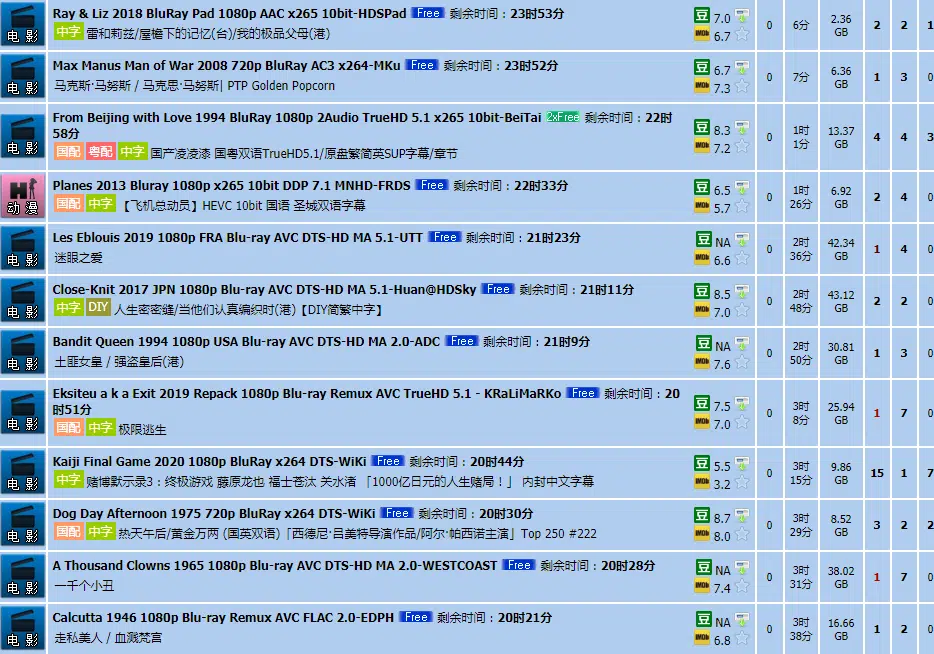 Ray & Liz 2018 BluRay Pad 1080p AAC x265 10bit-HDSPad Free 剩余时间：23时53分
电影 中字 雷和莉兹/屋檐下的记忆(台)/我的极品父母(港) 豆 7.0 IMDb 6.7 0 6分 2.36 GB 2 2 1
Max Manus Man of War 2008 720p BluRay AC3 x264-MKu Free 剩余时间：23时52分
电影 马克斯·马努斯 / 马克思·马努斯| PTP Golden Popcorn 豆 6.7 IMDb 7.3 0 7分 6.36 GB 1 3 0
From Beijing with Love 1994 BluRay 1080p 2Audio TrueHD 5.1 x265 10bit-BeiTai 2xFree 剩余时间：22时
58分
电影 国配 粤配 中字 国产凌凌漆 国粤双语TrueHD5.1/原盘繁简英SUP字幕/章节 豆 8.3 IMDb 7.2 0 1时1分 13.37 GB 4 4 3
Planes 2013 Bluray 1080p x265 10bit DDP 7.1 MNHD-FRDS Free 剩余时间：22时33分
动漫 国配 中字 【飞机总动员】HEVC 10bit 国语 圣城双语字幕 豆 6.5 IMDb 5.7 0 1时26分 6.92 GB 2 4 0
Les Eblouis 2019 1080p FRA Blu-ray AVC DTS-HD MA 5.1-UTT Free 剩余时间：21时23分
电影 迷眼之爱 豆 NA IMDb 6.6 0 2时36分 42.34 GB 1 4 0
Close-Knit 2017 JPN 1080p Blu-ray AVC DTS-HD MA 5.1-Huan@HDSky Free 剩余时间：21时11分
电影 中字 DIY 人生密密缝/当他们认真编织时(港)【DIY简繁中字】 豆 8.5 IMDb 7.0 0 2时48分 43.12 GB 2 2 0
Bandit Queen 1994 1080p USA Blu-ray AVC DTS-HD MA 2.0-ADC Free 剩余时间：21时9分
电影 土匪女皇 / 强盗皇后(港) 豆 NA IMDb 7.6 0 2时50分 30.81 GB 1 3 0
Eksiteu a k a Exit 2019 Repack 1080p Blu-ray Remux AVC TrueHD 5.1 - KRaLiMaRKo Free 剩余时间：20
时51分
电影 国配 中字 极限逃生 豆 7.5 IMDb 7.0 0 3时8分 25.94 GB 1 7 0
Kaiji Final Game 2020 1080p BluRay x264 DTS-WiKi Free 剩余时间：20时44分
电影 中字 赌博默示录3：终极游戏 藤原龙也 福士苍汰 关水渚 「1000亿日元的人生赌局！」 内封中文字幕 豆 5.5 IMDb 3.2 0 3时15分 9.86 GB 15 1 7
Dog Day Afternoon 1975 720p BluRay x264 DTS-WiKi Free 剩余时间：20时30分
电影 国配 中字 热天午后/黄金万两 (国英双语)「西德尼·吕美特导演作品/阿尔·帕西诺主演」Top 250 #222 豆 8.7 IMDb 8.0 0 3时29分 8.52 GB 3 2 2
A Thousand Clowns 1965 1080p Blu-ray AVC DTS-HD MA 2.0-WESTCOAST Free 剩余时间：20时28分
电影 一千个小丑 豆 NA IMDb 7.4 0 3时31分 38.02 GB 1 7 0
Calcutta 1946 1080p Blu-ray Remux AVC FLAC 2.0-EDPH Free 剩余时间：20时21分
电影 走私美人 / 血溅梵宫 豆 NA IMDb 6.8 0 3时38分 16.66 GB 1 2 0